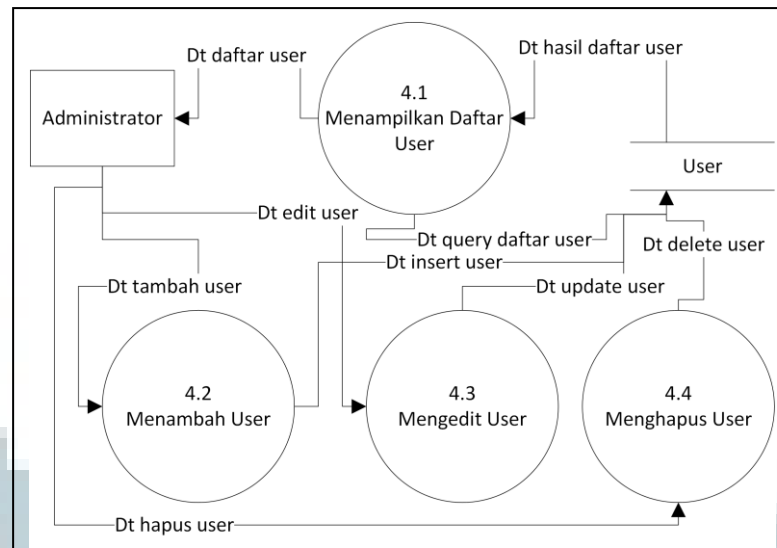 Dt daftar user
Dt hasil daftar user
Administrator
4.1
Menampilkan Daftar
User
User
Dt edit user
Dt query daftar user
Dt delete user
Dt insert user
Dt tambah user
Dt update user
4.2
Menambah User
4.3
Mengedit User
4.4
Menghapus User
Dt hapus user